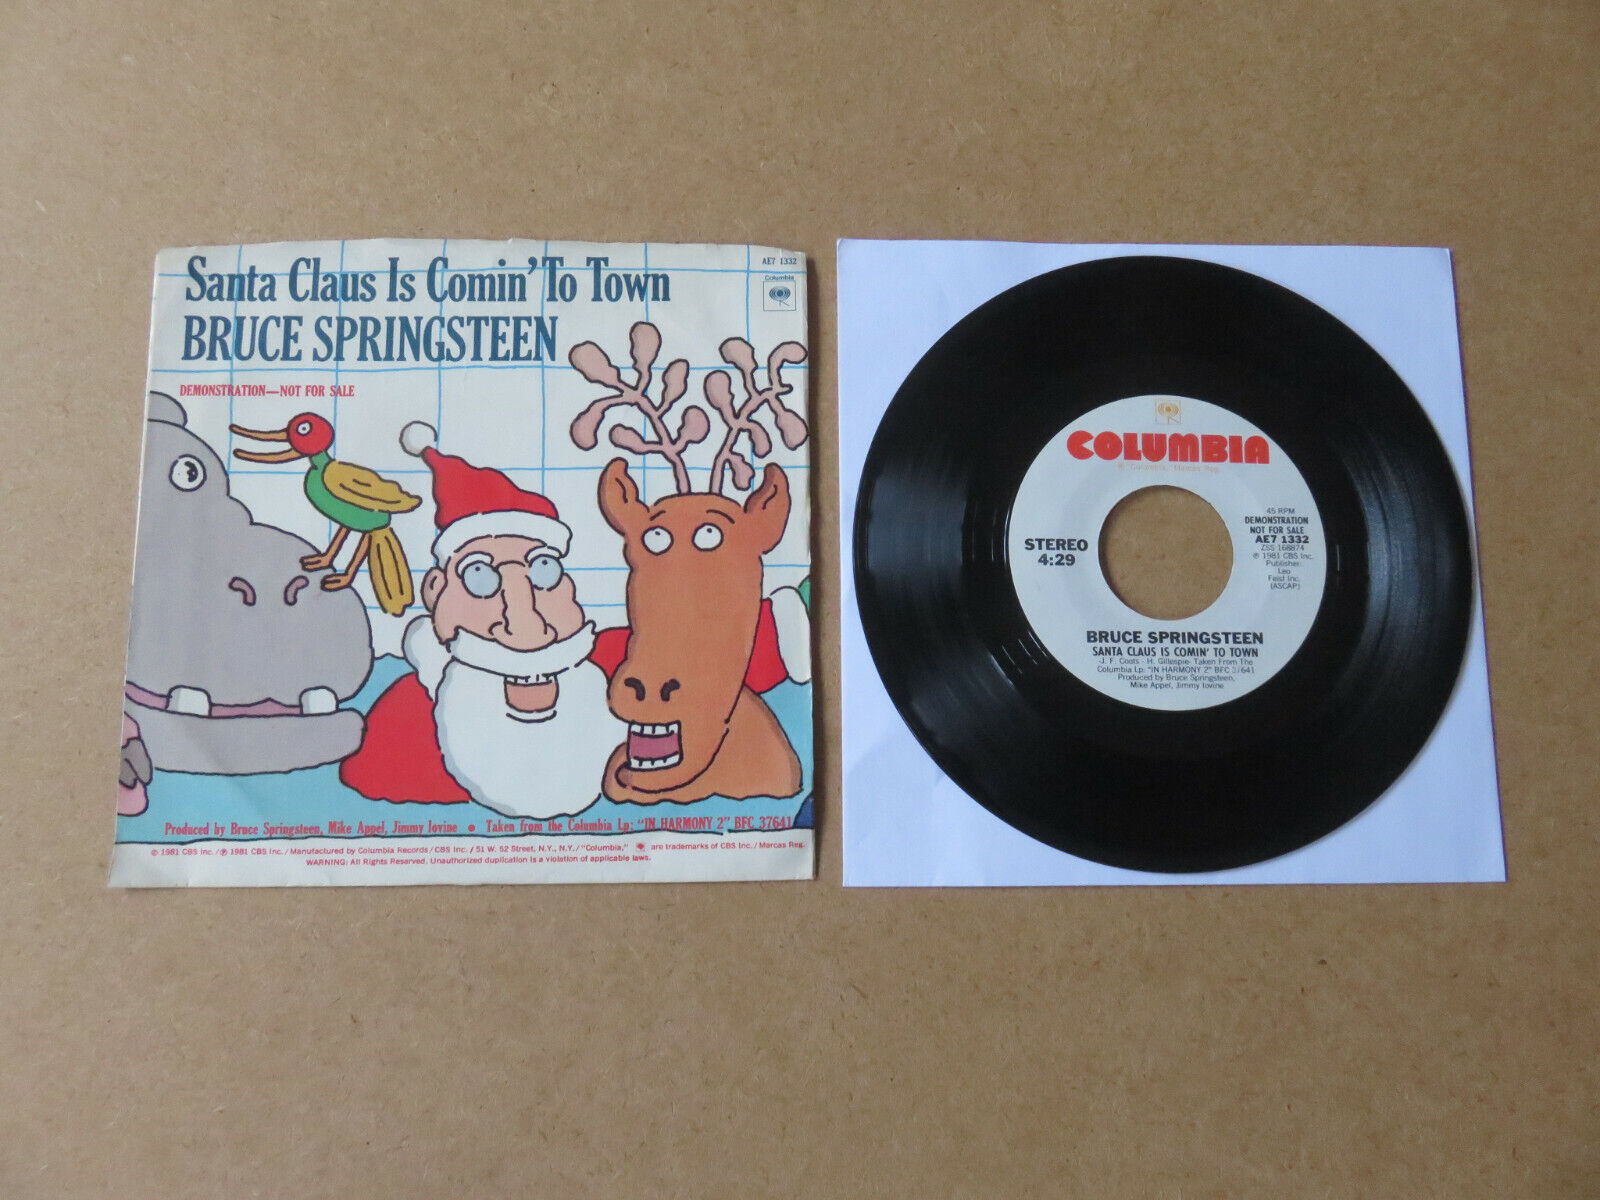 Santa Claus Is Comin' To Town
BRUCE SPRINGSTEEN
AE7 1332
Columbia
DEMONSTRATION—NOT FOR SALE
Produced by Bruce Springsteen, Mike Appel, Jimmy Iovine ● Taken from the Columbia Lp: "IN HARMONY 2" BFC 37641
© 1981 CBS Inc. / ℗ 1981 CBS Inc. / Manufactured by Columbia Records / CBS Inc. / 51 W. 52 Street, N.Y., N.Y. / "Columbia," are trademarks of CBS Inc. / Marcas Reg.
WARNING: All Rights Reserved. Unauthorized duplication is a violation of applicable laws.
COLUMBIA
® "Columbia," Marcas Reg.
STEREO
4:29
45 RPM
DEMONSTRATION
NOT FOR SALE
AE7 1332
ZSS 168874
℗ 1981 CBS Inc.
Publisher:
Leo
Feist Inc.
(ASCAP)
BRUCE SPRINGSTEEN
SANTA CLAUS IS COMIN' TO TOWN
-J. F. Coots - H. Gillespie- Taken From The
Columbia Lp: "IN HARMONY 2" BFC 37641
Produced by Bruce Springsteen,
Mike Appel, Jimmy Iovine